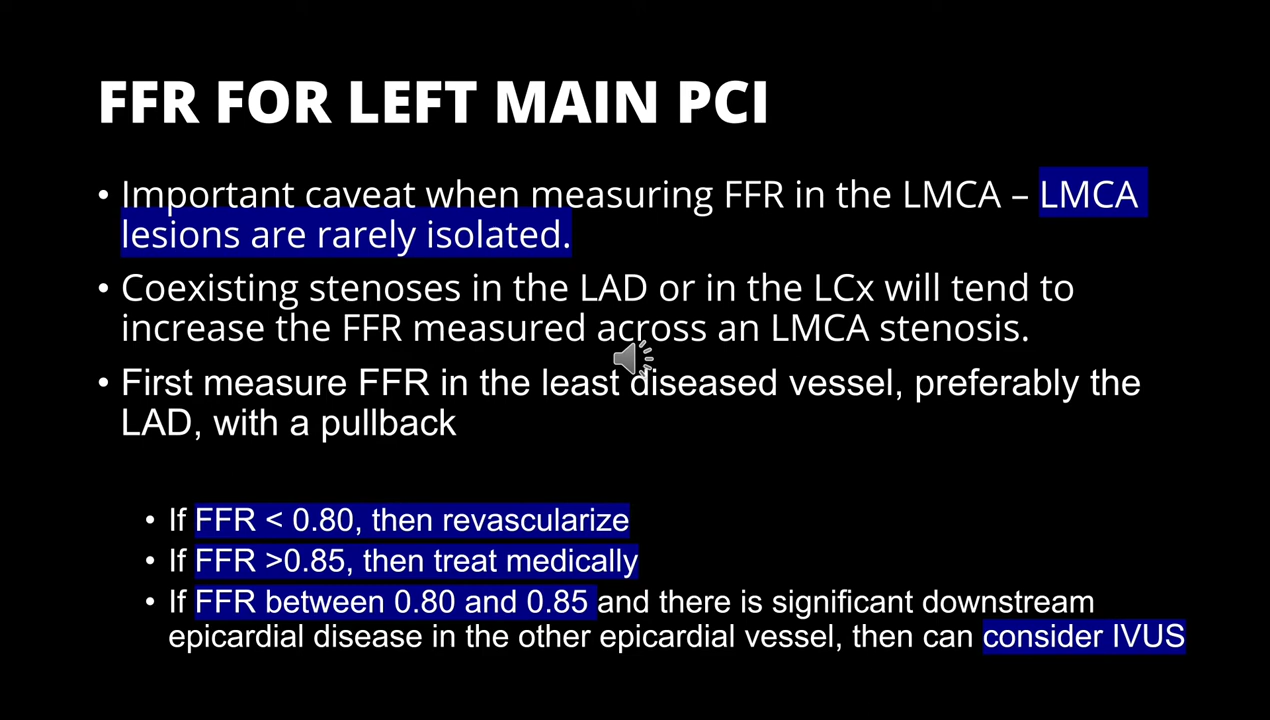 FFR FOR LEFT MAIN PCI
• Important caveat when measuring FFR in the LMCA – LMCA
lesions are rarely isolated.
• Coexisting stenoses in the LAD or in the LCx will tend to
increase the FFR measured across an LMCA stenosis.
• First measure FFR in the least diseased vessel, preferably the
LAD, with a pullback
• If FFR < 0.80, then revascularize
• If FFR >0.85, then treat medically
• If FFR between 0.80 and 0.85 and there is significant downstream
epicardial disease in the other epicardial vessel, then can consider IVUS